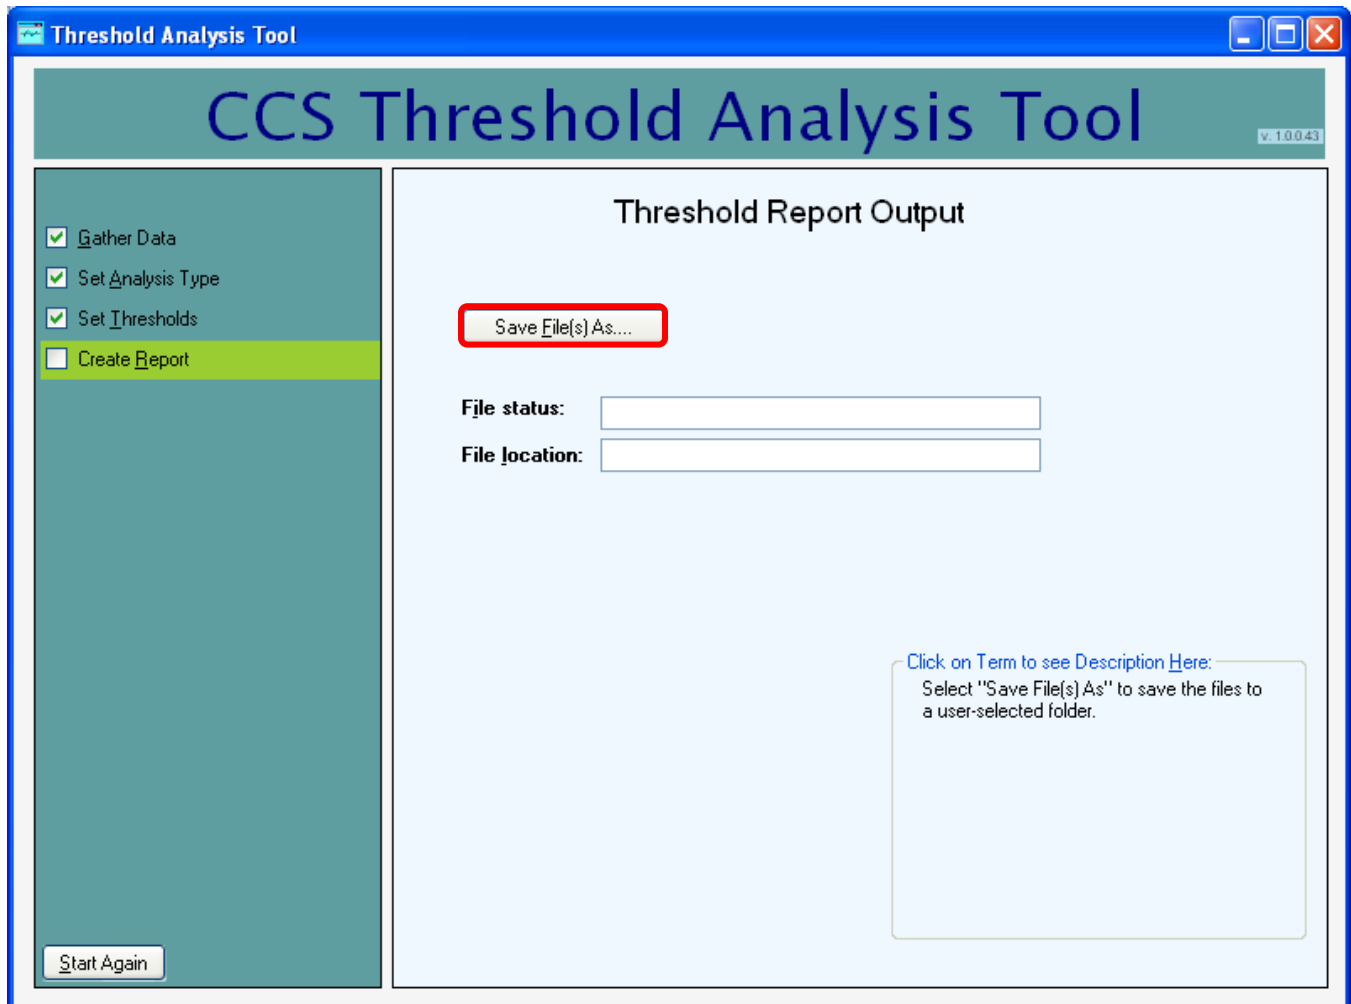 Threshold Analysis Tool
CCS Threshold Analysis Tool
v. 1.0.0.43
Gather Data
Set Analysis Type
Set Thresholds
Create Report
Start Again
Threshold Report Output
Save File(s) As....
File status:
File location:
Click on Term to see Description Here:
Select "Save File(s) As" to save the files to
a user-selected folder.